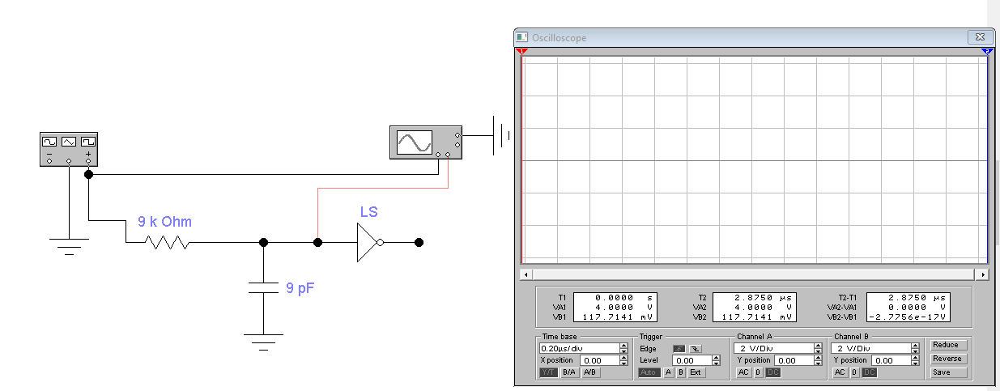 Oscilloscope
1
2
- +
9 k Ohm
LS
9 pF
T1 0.0000 s
VA1 4.0000 V
VB1 117.7141 mV
T2 2.8750 µs
VA2 4.0000 V
VB2 117.7141 mV
T2-T1 2.8750 µs
VA2-VA1 0.0000 V
VB2-VB1 -2.7756e-17V
Time base
0.20µs/div
X position 0.00
Y/T B/A A/B
Trigger
Edge
Level 0.00
Auto A B Ext
Channel A
2 V/Div
Y position 0.00
AC 0 DC
Channel B
2 V/Div
Y position 0.00
AC 0 DC
Reduce
Reverse
Save